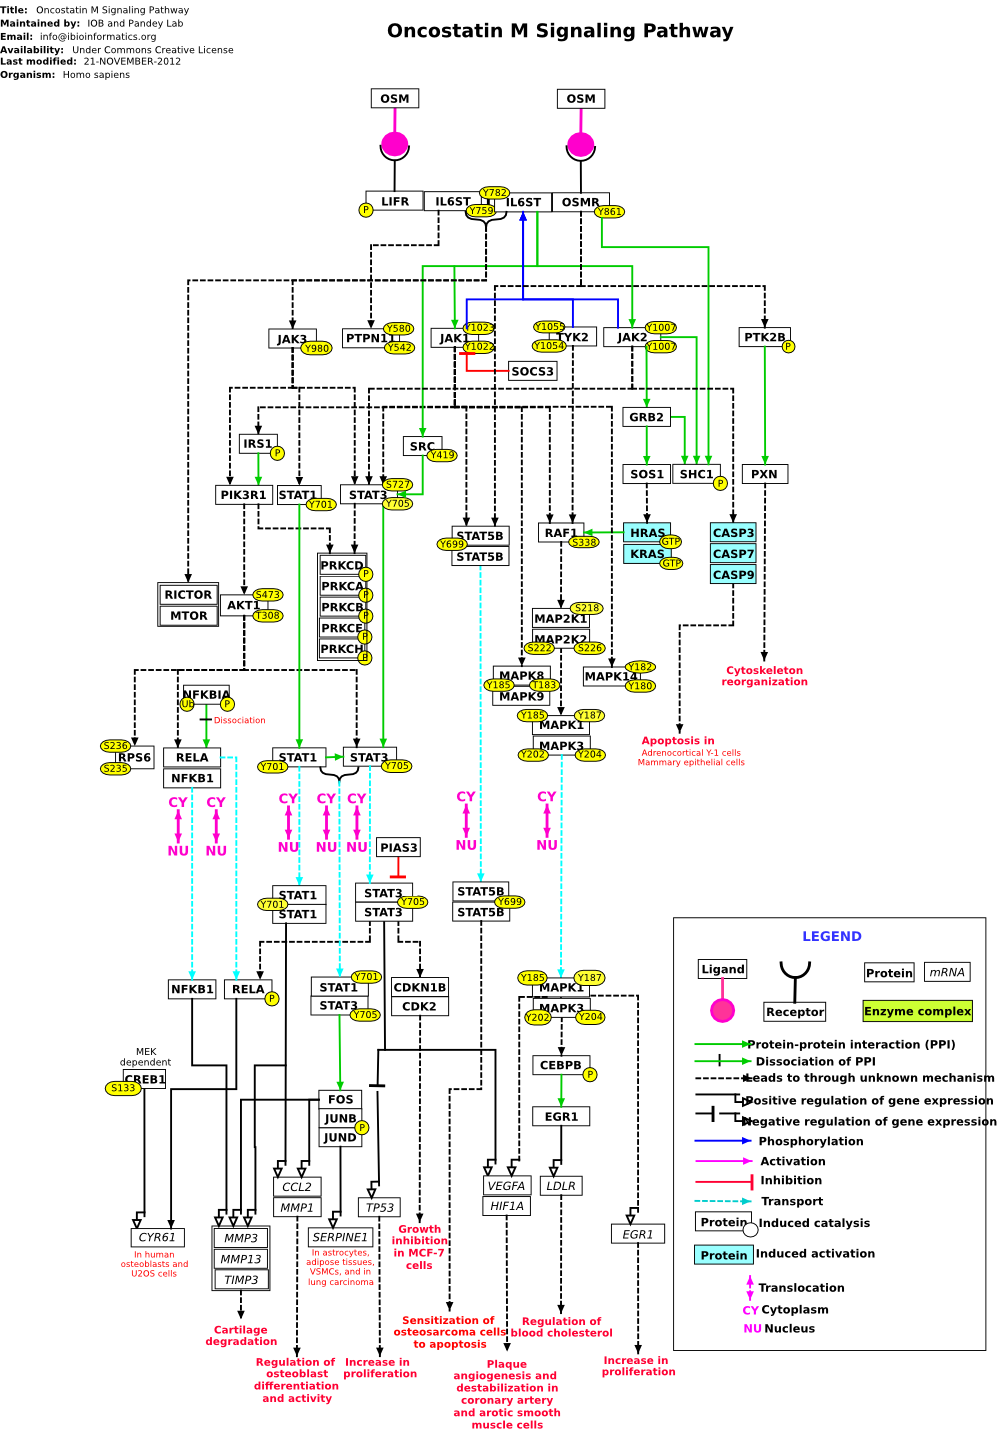 Title: Oncostatin M Signaling Pathway
Maintained by: IOB and Pandey Lab
Email: info@ibioinformatics.org
Availability: Under Commons Creative License
Last modified: 21-NOVEMBER-2012
Organism: Homo sapiens
Oncostatin M Signaling Pathway
OSM OSM
LIFR P IL6ST Y782 Y759 IL6ST OSMR Y861
JAK3 Y980
PTPN11 Y580 Y542
JAK1 Y1023 Y1022
TYK2 Y1055 Y1054
JAK2 Y1007 Y1007
PTK2B P
SOCS3
GRB2
IRS1 P
SRC Y419
SOS1
SHC1 P
PXN
PIK3R1
STAT1 Y701
STAT3 S727 Y705
STAT5B Y699
STAT5B
RAF1 S338
HRAS GTP
KRAS GTP
CASP3
CASP7
CASP9
PRKCD P
PRKCA P
PRKCB P
PRKCE P
PRKCH P
RICTOR
MTOR
AKT1 S473 T308
MAP2K1 S218
MAP2K2 S222 S226
MAPK8 Y185 T183
MAPK9
MAPK14 Y182 Y180
Cytoskeleton
reorganization
NFKBIA Ub P
Dissociation
MAPK1 Y185 Y187
MAPK3 Y202 Y204
Apoptosis in
Adrenocortical Y-1 cells
Mammary epithelial cells
RPS6 S236 S235
RELA
NFKB1
STAT1 Y701
STAT3 Y705
CY CY CY CY CY CY CY
NU NU NU NU NU NU NU
PIAS3
STAT1 Y701
STAT1
STAT3 Y705
STAT3
STAT5B Y699
STAT5B
NFKB1
RELA P
STAT1 Y701
STAT3 Y705
CDKN1B
CDK2
MAPK1 Y185 Y187
MAPK3 Y202 Y204
MEK
dependent
CREB1 S133
CEBPB P
FOS
JUNB P
JUND
EGR1
CCL2
MMP1
VEGFA
HIF1A
LDLR
TP53
CYR61
In human
osteoblasts and
U2OS cells
MMP3
MMP13
TIMP3
SERPINE1
In astrocytes,
adipose tissues,
VSMCs, and in
lung carcinoma
Growth
inhibition
in MCF-7
cells
EGR1
Cartilage
degradation
Regulation of
osteoblast
differentiation
and activity
Increase in
proliferation
Sensitization of
osteosarcoma cells
to apoptosis
Plaque
angiogenesis and
destabilization in
coronary artery
and arotic smooth
muscle cells
Regulation of
blood cholesterol
Increase in
proliferation
LEGEND
Ligand
Receptor
Protein
mRNA
Enzyme complex
Protein-protein interaction (PPI)
Dissociation of PPI
Leads to through unknown mechanism
Positive regulation of gene expression
Negative regulation of gene expression
Phosphorylation
Activation
Inhibition
Transport
Protein Induced catalysis
Protein Induced activation
Translocation
CY Cytoplasm
NU Nucleus